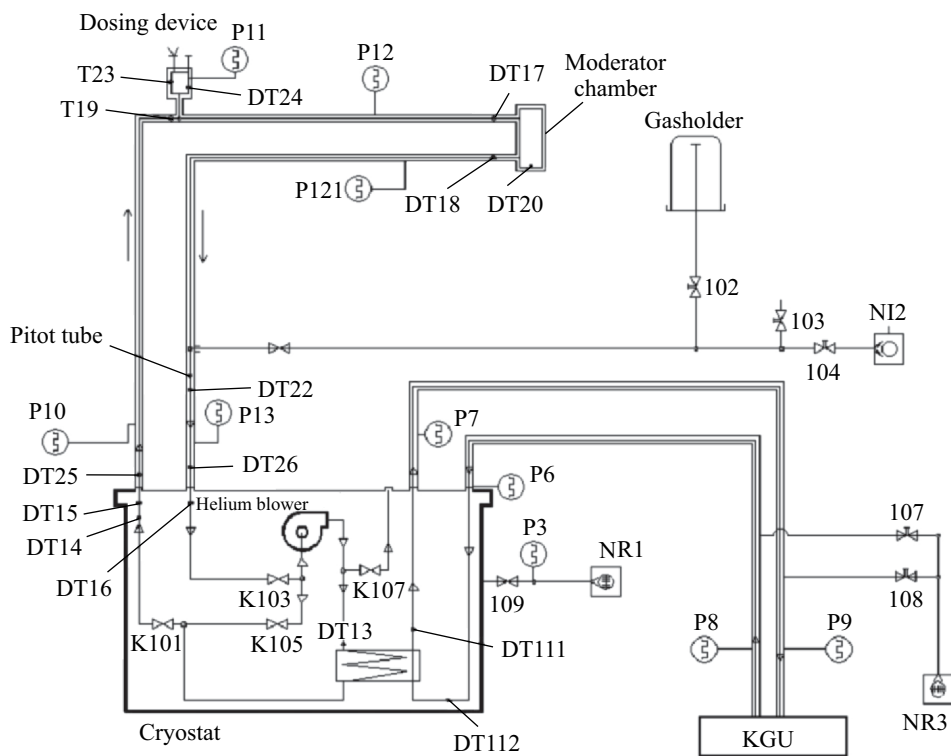 Dosing device
P11
P12
DT17
Moderator
chamber
T23
DT24
T19
Gasholder
P121
DT18
DT20
102
103
NI2
104
Pitot tube
DT22
P13
P7
P10
DT26
P6
DT25
Helium blower
DT15
107
DT14
P3
NR1
DT16
K103
K107
109
108
K101
K105
DT13
DT111
P8
P9
Cryostat
DT112
KGU
NR3